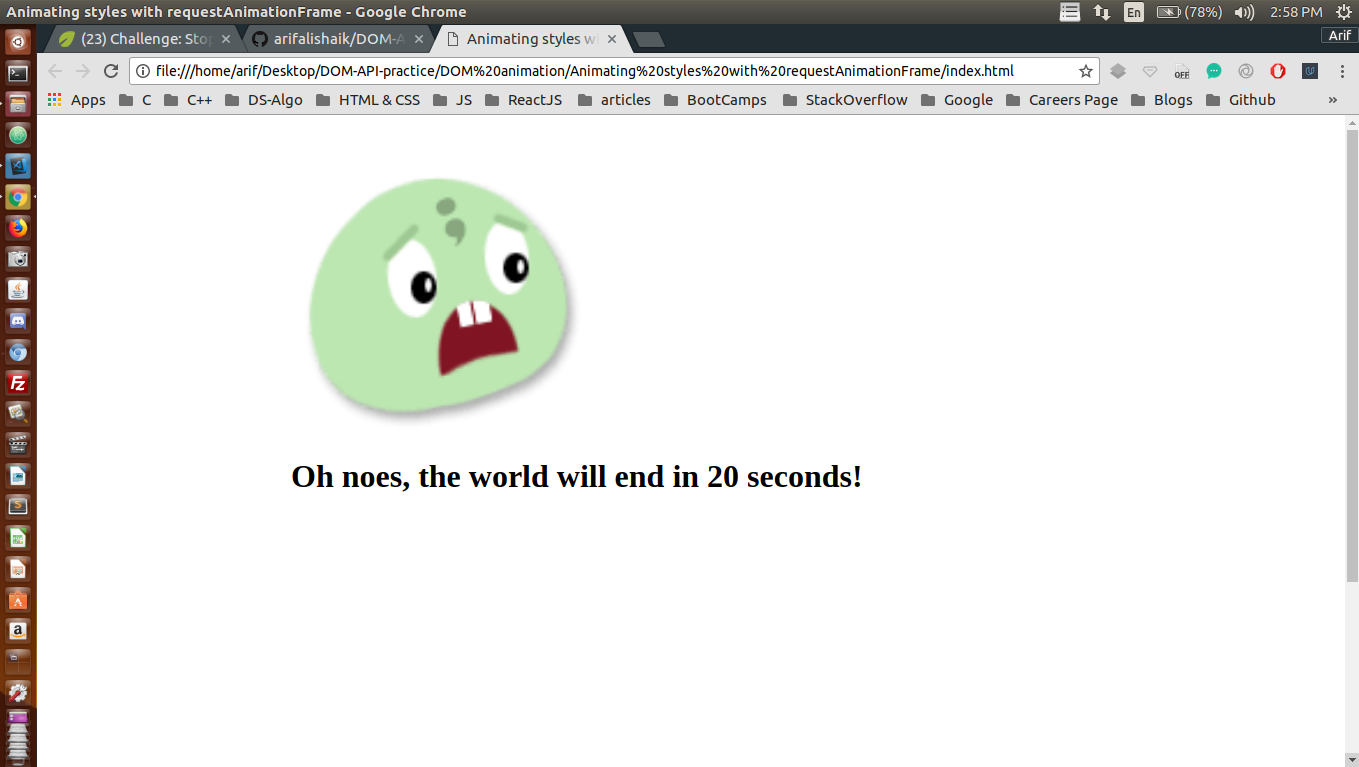 Animating styles with requestAnimationFrame - Google Chrome
En (78%) 2:58 PM
(23) Challenge: Sto
arifalishaik/DOM-A
Animating styles wi
Arif
file:///home/arif/Desktop/DOM-API-practice/DOM%20animation/Animating%20styles%20with%20requestAnimationFrame/index.html
OFF
Apps C C++ DS-Algo HTML & CSS JS ReactJS articles BootCamps StackOverflow Google Careers Page Blogs Github »
Oh noes, the world will end in 20 seconds!